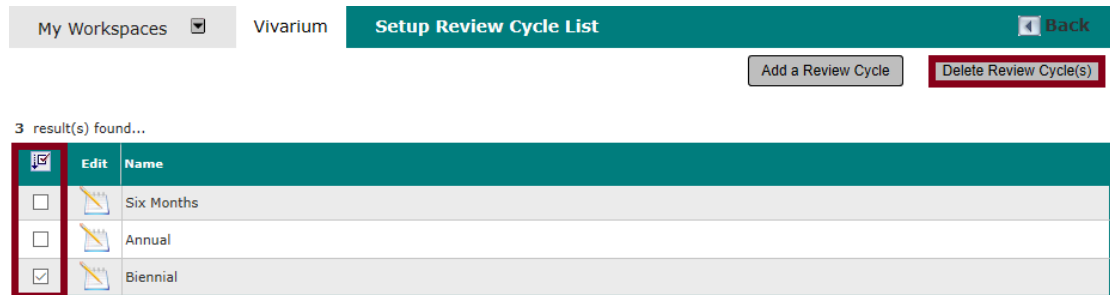 My Workspaces Vivarium Setup Review Cycle List Back
Add a Review Cycle Delete Review Cycle(s)
3 result(s) found...
Edit Name
Six Months
Annual
Biennial